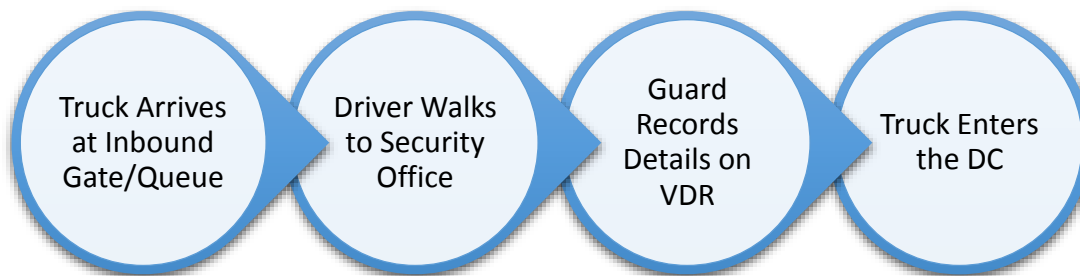 Truck Arrives
at Inbound
Gate/Queue
Driver Walks
to Security
Office
Guard
Records
Details on
VDR
Truck Enters
the DC